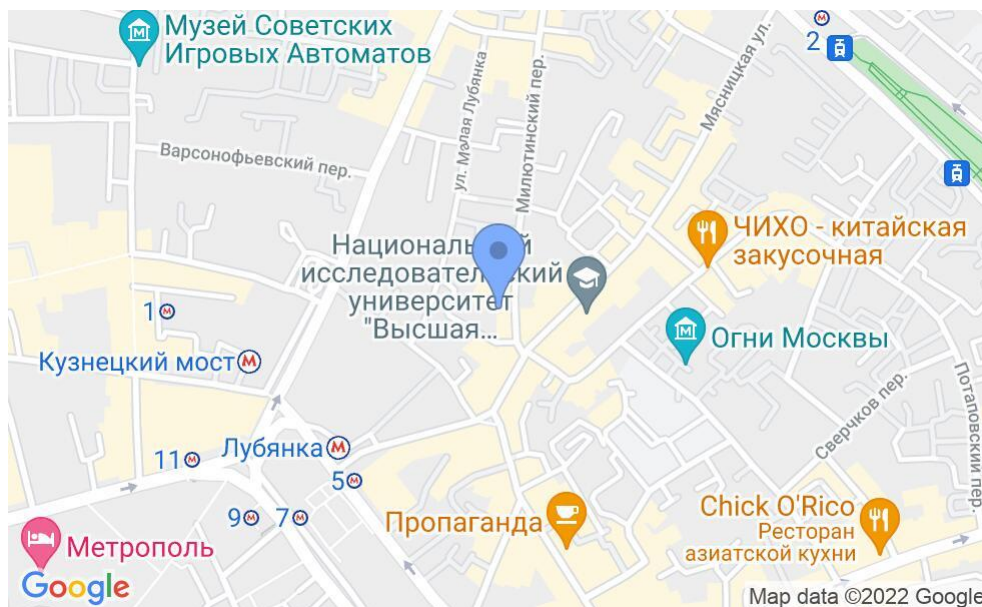 Музей Советских
Игровых Автоматов
2
Мясницкая ул.
ул. Малая Лубянка
Милютинский пер.
Варсонофьевский пер.
ЧИХО - китайская
закусочная
Национальный
исследовательский
университет
"Высшая...
1
Огни Москвы
Кузнецкий мост
Потаповский пер.
Сверчков пер.
Лубянка
11
5
9
7
Пропаганда
Chick O'Rico
Ресторан
азиатской кухни
Метрополь
Google
Map data ©2022 Google